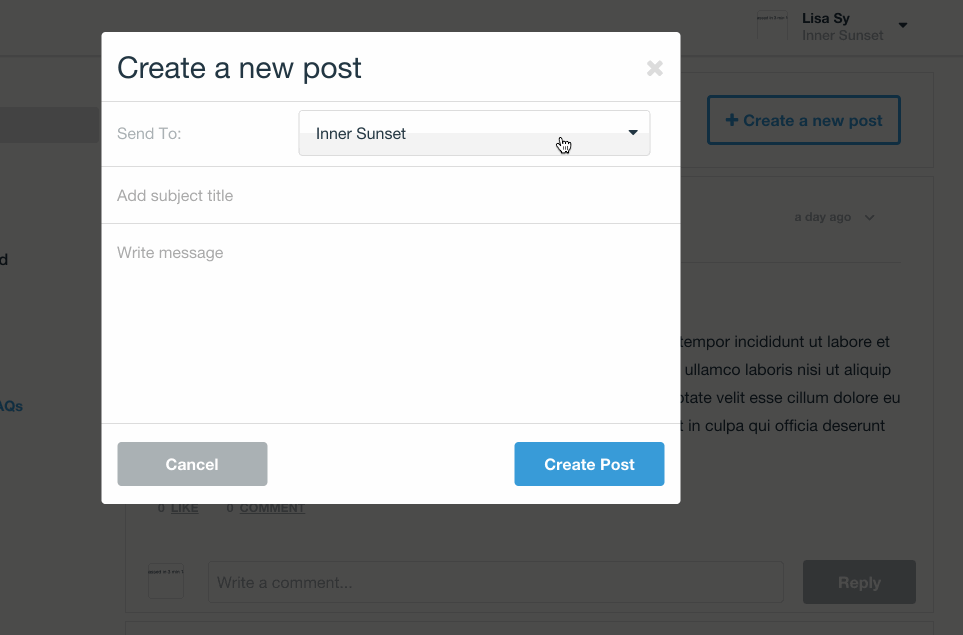 Lisa Sy
Inner Sunset
Create a new post
✖
Send To:
Inner Sunset
+ Create a new post
Add subject title
a day ago
Write message
d
tempor incididunt ut labore et
ullamco laboris nisi ut aliquip
AQs
ptate velit esse cillum dolore eu
t in culpa qui officia deserunt
Cancel
Create Post
0 LIKE 0 COMMENT
Write a comment...
Reply